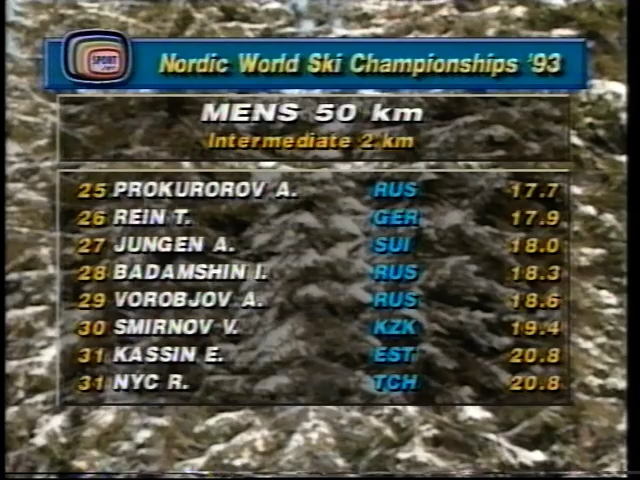 SPORT
Nordic World Ski Championships '93
MENS 50 km
Intermediate 2 km
25 PROKUROROV A. RUS 17.7
26 REIN T. GER 17.9
27 JUNGEN A. SUI 18.0
28 BADAMSHIN I. RUS 18.3
29 VOROBJOV A. RUS 18.6
30 SMIRNOV V. KZK 19.4
31 KASSIN E. EST 20.8
31 NYC R. TCH 20.8